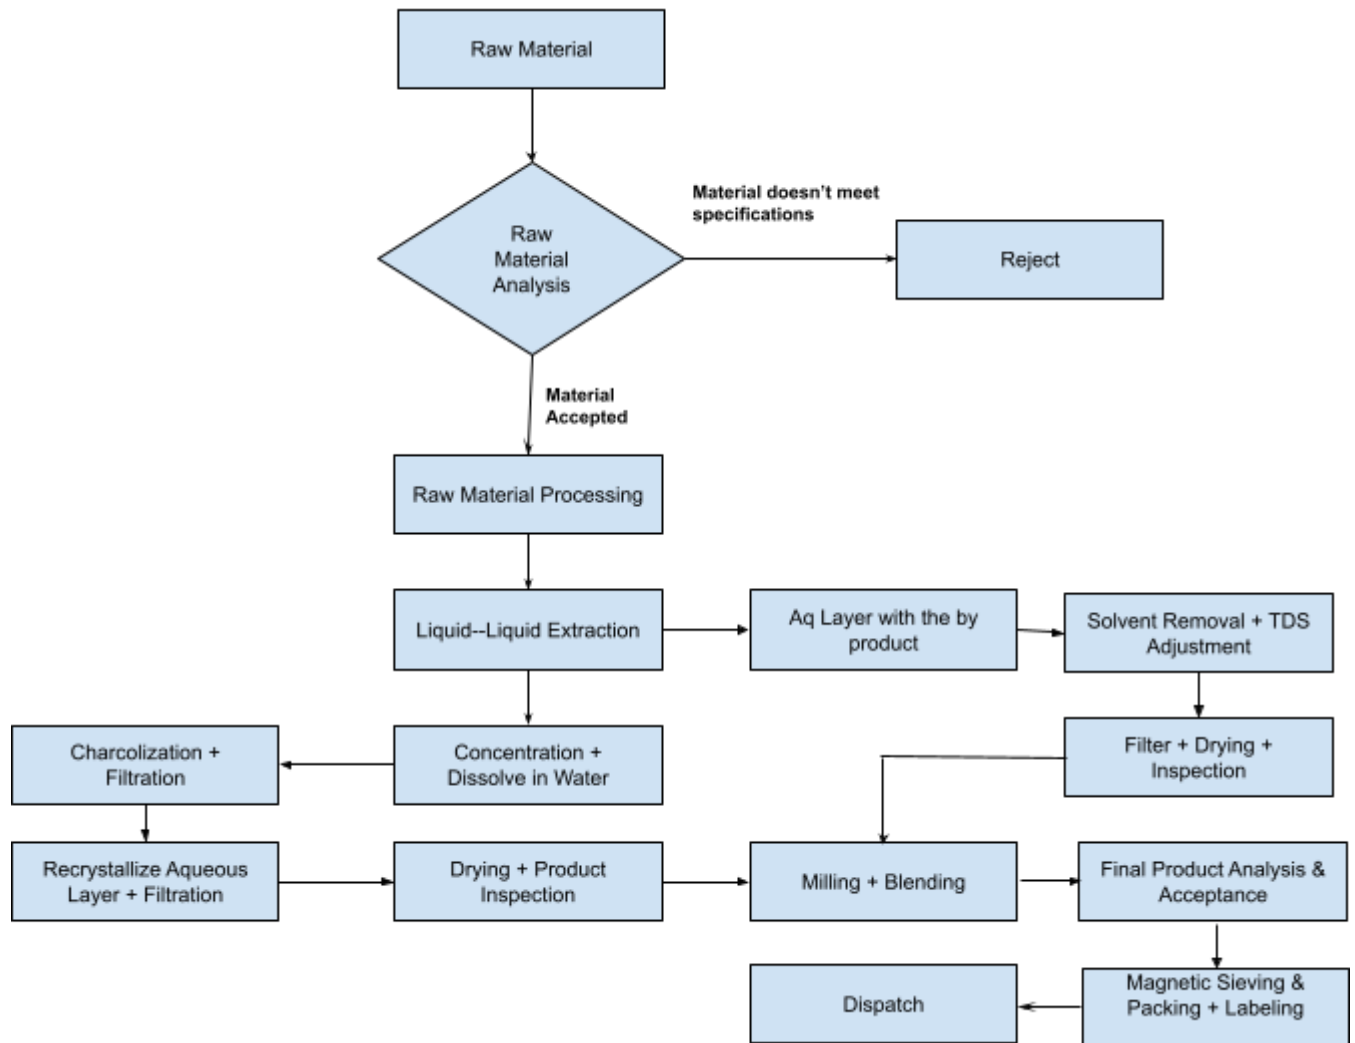 Raw Material
Raw
Material
Analysis
Material doesn't meet
specifications
Reject
Material
Accepted
Raw Material Processing
Liquid--Liquid Extraction
Aq Layer with the by
product
Solvent Removal + TDS
Adjustment
Charcolization +
Filtration
Concentration +
Dissolve in Water
Filter + Drying +
Inspection
Recrystallize Aqueous
Layer + Filtration
Drying + Product
Inspection
Milling + Blending
Final Product Analysis &
Acceptance
Dispatch
Magnetic Sieving &
Packing + Labeling